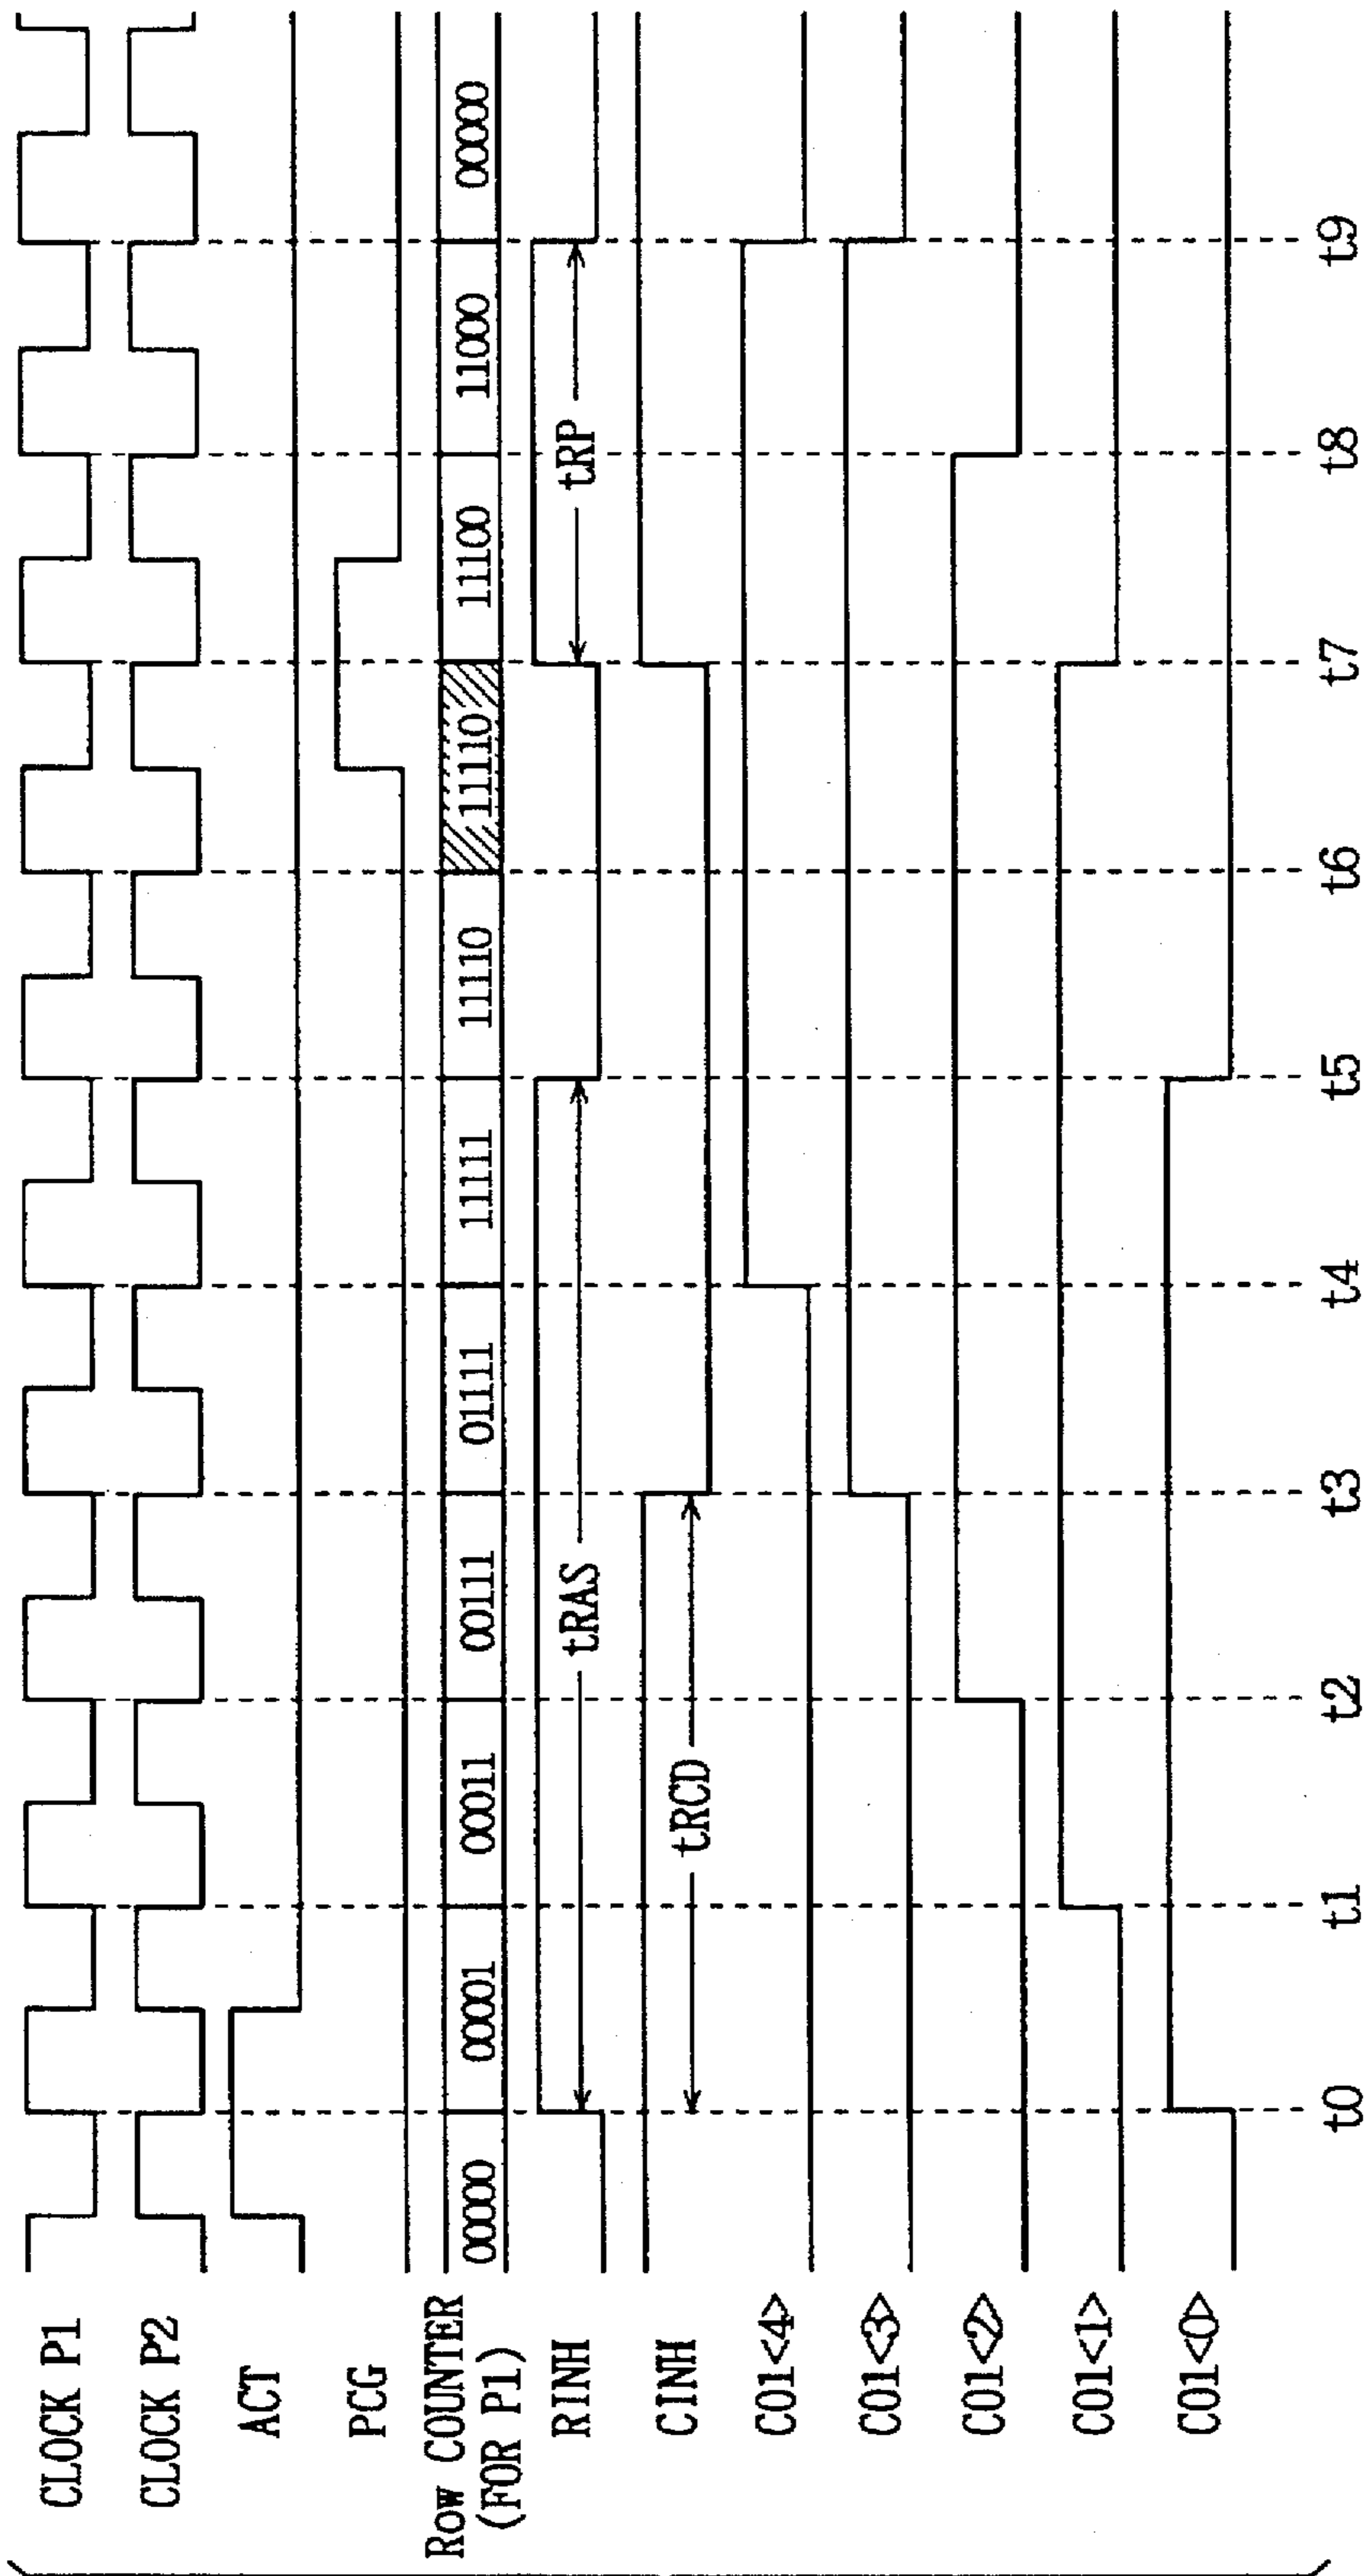 CLOCK P1
CLOCK P2
ACT
PCG
Row COUNTER
(FOR P1)
00000 00001 00011 00111 01111 11111 11110 11110 11100 11000 00000
RINH
tRAS
tRP
CINH
tRCD
C01<4>
C01<3>
C01<2>
C01<1>
C01<0>
t0 t1 t2 t3 t4 t5 t6 t7 t8 t9